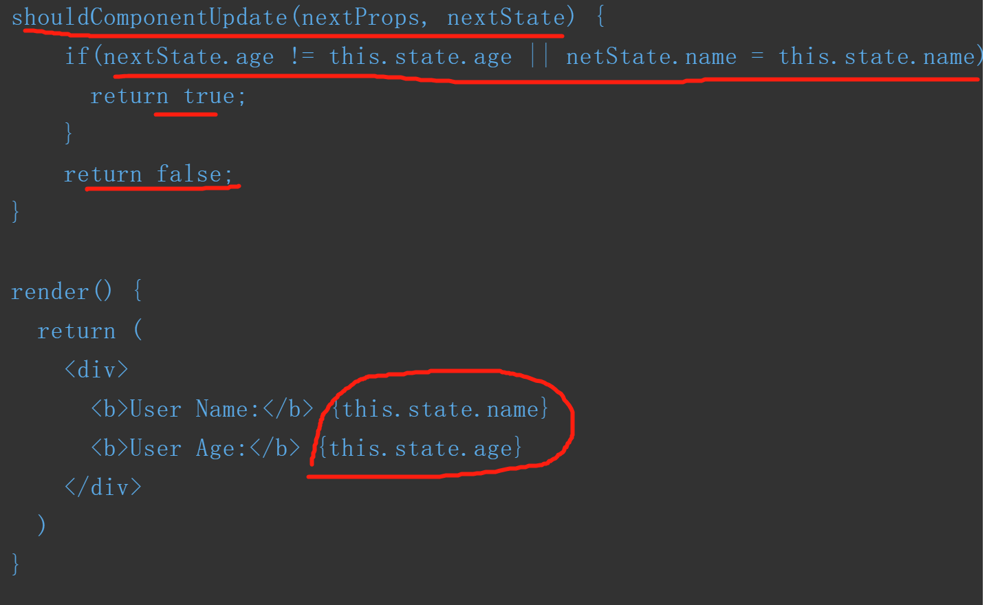 shouldComponentUpdate(nextProps, nextState) {
if(nextState.age != this.state.age || netState.name = this.state.name)
return true;
}
return false;
}
render() {
return (
<div>
<b>User Name:</b> {this.state.name}
<b>User Age:</b> {this.state.age}
</div>
)
}